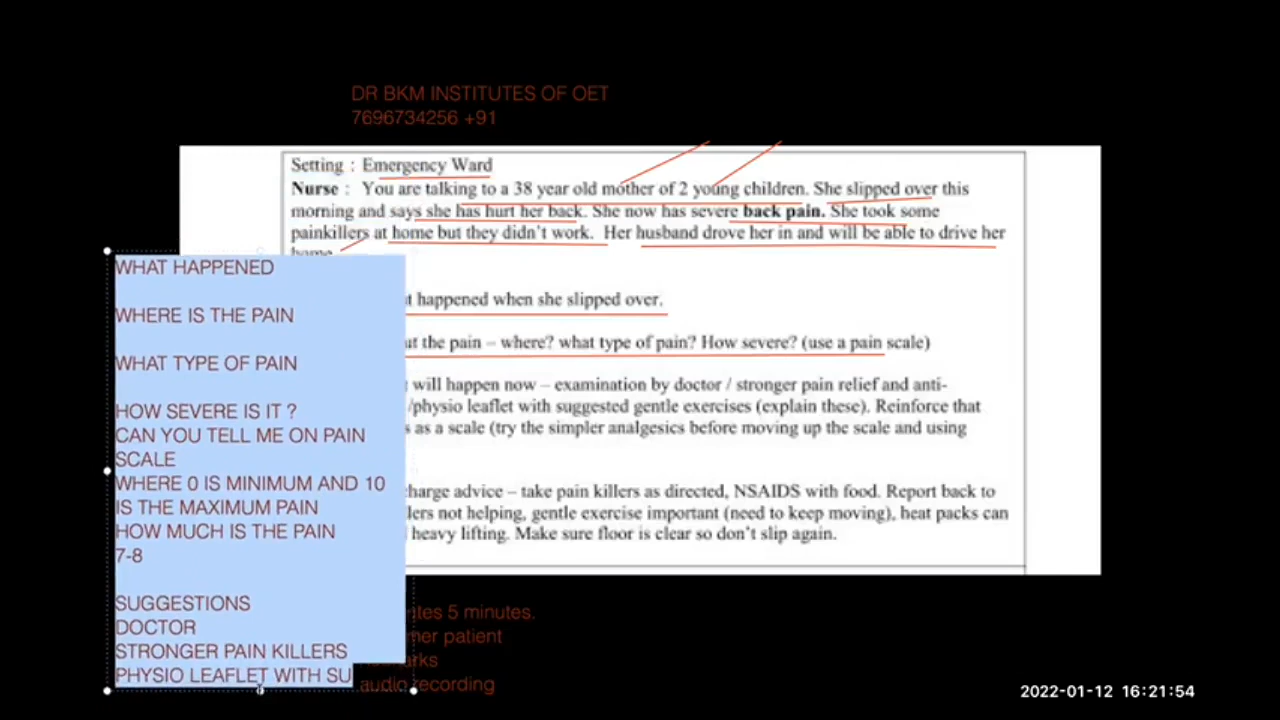 DR BKM INSTITUTES OF OET
7696734256 +91
Setting : Emergency Ward
Nurse : You are talking to a 38 year old mother of 2 young children. She slipped over this
morning and says she has hurt her back. She now has severe back pain. She took some
painkillers at home but they didn't work. Her husband drove her in and will be able to drive her
home.
happened when she slipped over.
the pain – where? what type of pain? How severe? (use a pain scale)
will happen now – examination by doctor / stronger pain relief and anti-
/physio leaflet with suggested gentle exercises (explain these). Reinforce that
as a scale (try the simpler analgesics before moving up the scale and using
advice – take pain killers as directed, NSAIDS with food. Report back to
not helping, gentle exercise important (need to keep moving), heat packs can
heavy lifting. Make sure floor is clear so don't slip again.
WHAT HAPPENED
WHERE IS THE PAIN
WHAT TYPE OF PAIN
HOW SEVERE IS IT ?
CAN YOU TELL ME ON PAIN
SCALE
WHERE 0 IS MINIMUM AND 10
IS THE MAXIMUM PAIN
HOW MUCH IS THE PAIN
7-8
SUGGESTIONS
DOCTOR
STRONGER PAIN KILLERS
PHYSIO LEAFLET WITH SU
5 minutes.
patient
audio recording
2022-01-12 16:21:54